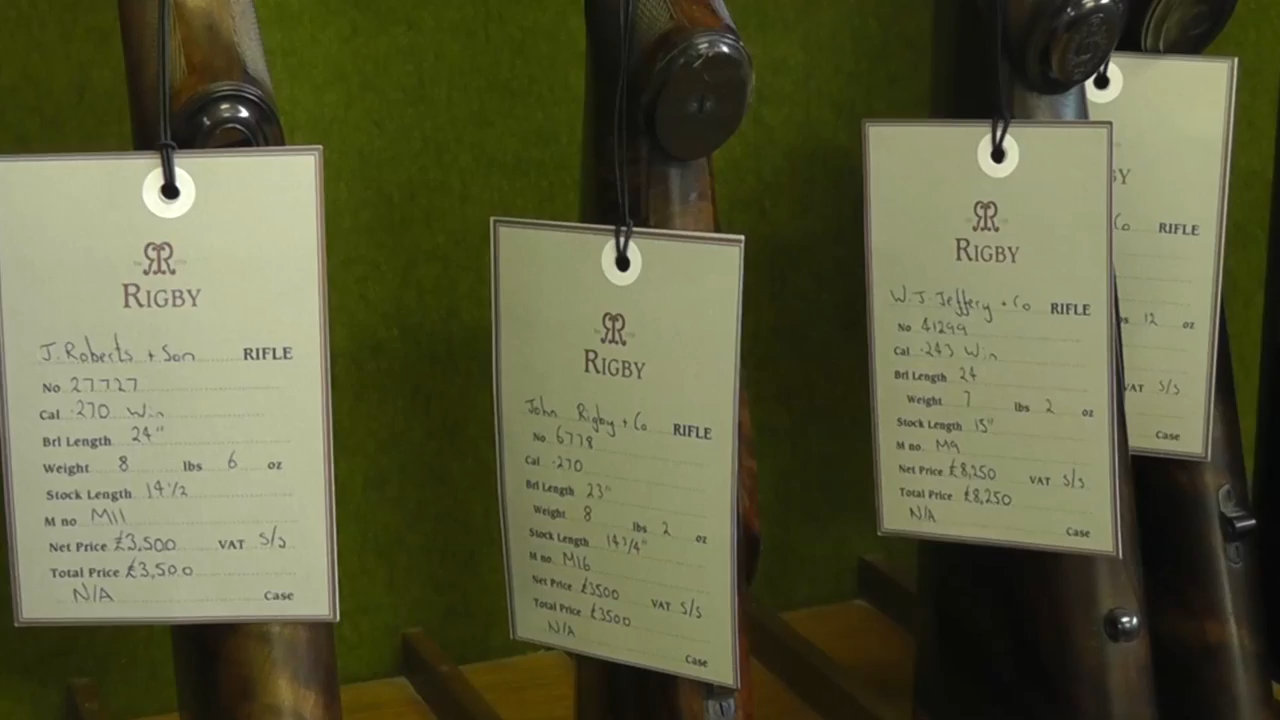 RIGBY
J. Roberts + Son RIFLE
No 27727
Cal .270 Win
Brl Length 24"
Weight 8 lbs 6 oz
Stock Length 14 1/2
M no M11
Net Price £3,500 VAT S/S
Total Price £3,500
N/A Case
RIGBY
John Rigby + Co RIFLE
No 6778
Cal .270
Brl Length 23"
Weight 8 lbs 2 oz
Stock Length 14 3/4"
M no. M16
Net Price £3500 VAT S/S
Total Price £3500
N/A
Case
RIGBY
W.J. Jeffery + Co RIFLE
No 41299
Cal .243 Win
Brl Length 24
Weight 7 lbs 2 oz
Stock Length 15"
M no. M9
Net Price £8,250 VAT S/S
Total Price £8,250
N/A
Case
Co RIFLE
12 oz
VAT S/S
Case